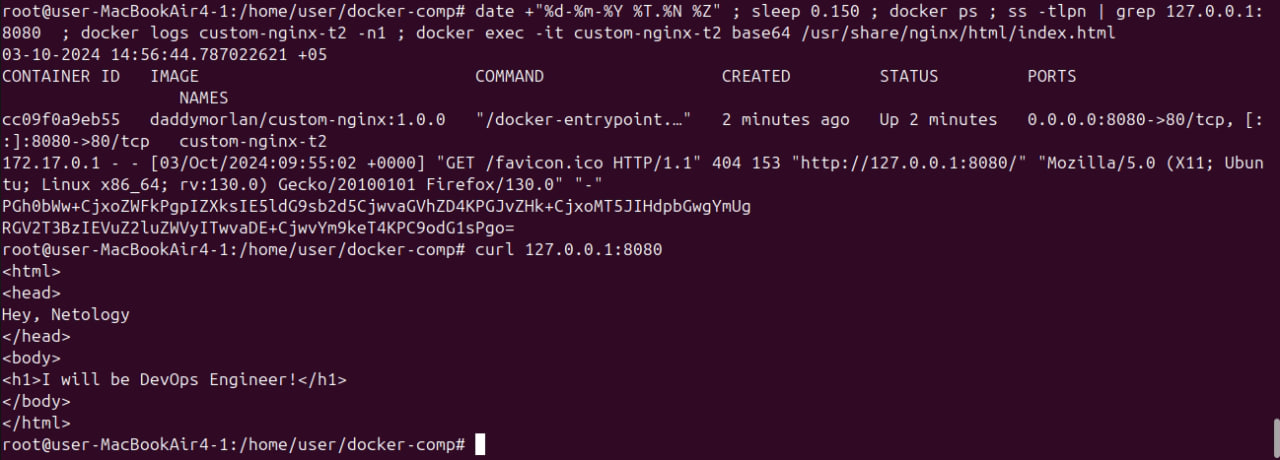 root@user-MacBookAir4-1:/home/user/docker-comp# date +"%d-%m-%Y %T.%N %Z" ; sleep 0.150 ; docker ps ; ss -tlpn | grep 127.0.0.1:
8080  ; docker logs custom-nginx-t2 -n1 ; docker exec -it custom-nginx-t2 base64 /usr/share/nginx/html/index.html
03-10-2024 14:56:44.787022621 +05
CONTAINER ID   IMAGE                             COMMAND                  CREATED         STATUS         PORTS
                  NAMES
cc09f0a9eb55   daddymorlan/custom-nginx:1.0.0   "/docker-entrypoint.…"   2 minutes ago   Up 2 minutes   0.0.0.0:8080->80/tcp, [:
:]:8080->80/tcp   custom-nginx-t2
172.17.0.1 - - [03/Oct/2024:09:55:02 +0000] "GET /favicon.ico HTTP/1.1" 404 153 "http://127.0.0.1:8080/" "Mozilla/5.0 (X11; Ubun
tu; Linux x86_64; rv:130.0) Gecko/20100101 Firefox/130.0" "-"
PGh0bWw+CjxoZWFkPgpIZXksIE5ldG9sb2d5CjwvaGVhZD4KPGJvZHk+CjxoMT5JIHdpbGwgYmUg
RGV2T3BzIEVuZ2luZWVyITwvaDE+CjwvYm9keT4KPC9odG1sPgo=
root@user-MacBookAir4-1:/home/user/docker-comp# curl 127.0.0.1:8080
<html>
<head>
Hey, Netology
</head>
<body>
<h1>I will be DevOps Engineer!</h1>
</body>
</html>
root@user-MacBookAir4-1:/home/user/docker-comp#